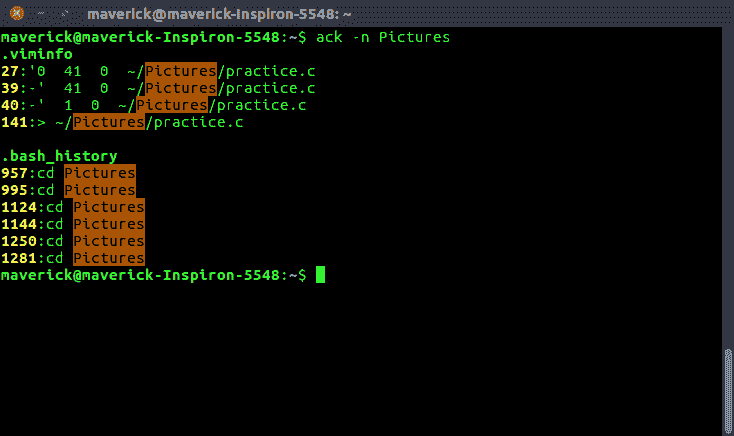 maverick@maverick-Inspiron-5548: ~
maverick@maverick-Inspiron-5548:~$ ack -n Pictures
.viminfo
27:'0  41  0  ~/Pictures/practice.c
39:-'  41  0  ~/Pictures/practice.c
40:-'  1  0  ~/Pictures/practice.c
141:> ~/Pictures/practice.c

.bash_history
957:cd Pictures
995:cd Pictures
1124:cd Pictures
1144:cd Pictures
1250:cd Pictures
1281:cd Pictures
maverick@maverick-Inspiron-5548:~$